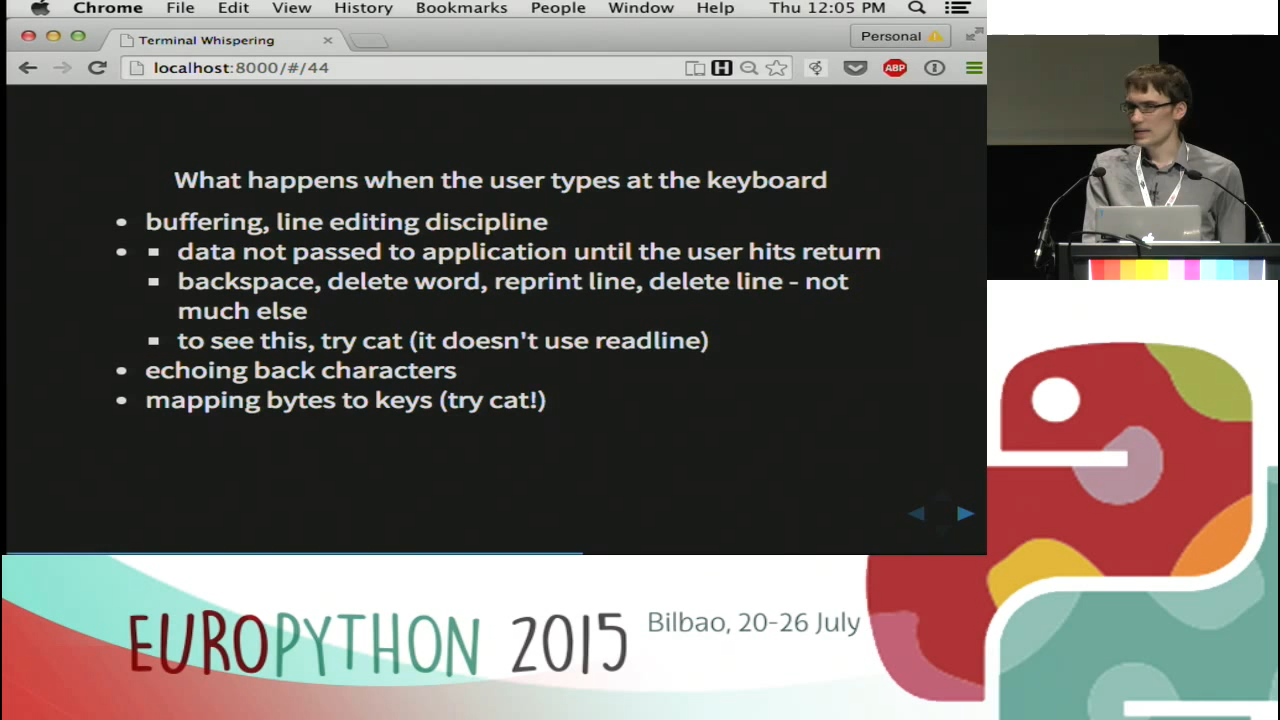 Chrome File Edit View History Bookmarks People Window Help Thu 12:05 PM
Terminal Whispering × Personal
localhost:8000/#/44 H ABP
What happens when the user types at the keyboard
• buffering, line editing discipline
• ▪ data not passed to application until the user hits return
▪ backspace, delete word, reprint line, delete line - not
much else
▪ to see this, try cat (it doesn't use readline)
• echoing back characters
• mapping bytes to keys (try cat!)
EUROPYTHON 2015 Bilbao, 20-26 July